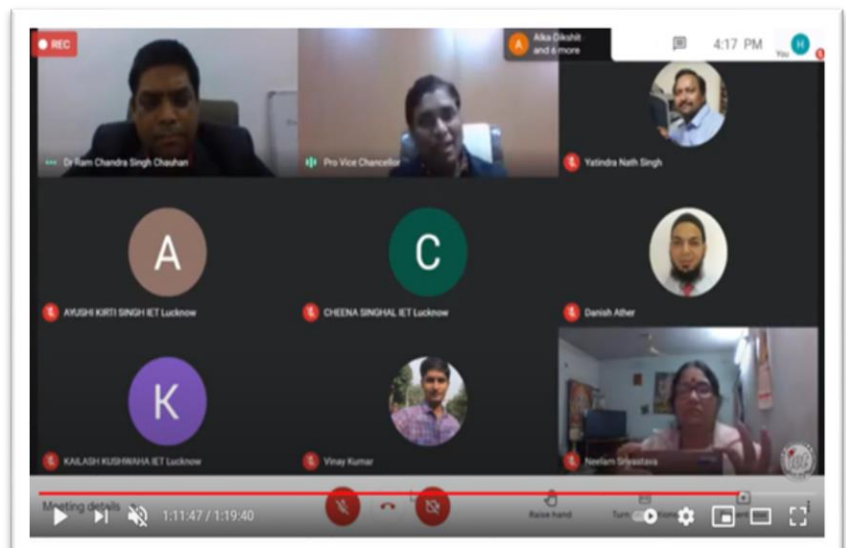 REC
A
Alka Dikshit
and 6 more
4:17 PM
You
H
Dr Ram Chandra Singh Chauhan
Pro Vice Chancellor
Yatindra Nath Singh
A
C
AYUSHI KIRTI SINGH IET Lucknow
CHEENA SINGHAL IET Lucknow
Danish Ather
K
KAILASH KUSHWAHA IET Lucknow
Vinay Kumar
Neelam Srivastava
Meeting details
1:11:47 / 1:19:40
Raise hand
Turn